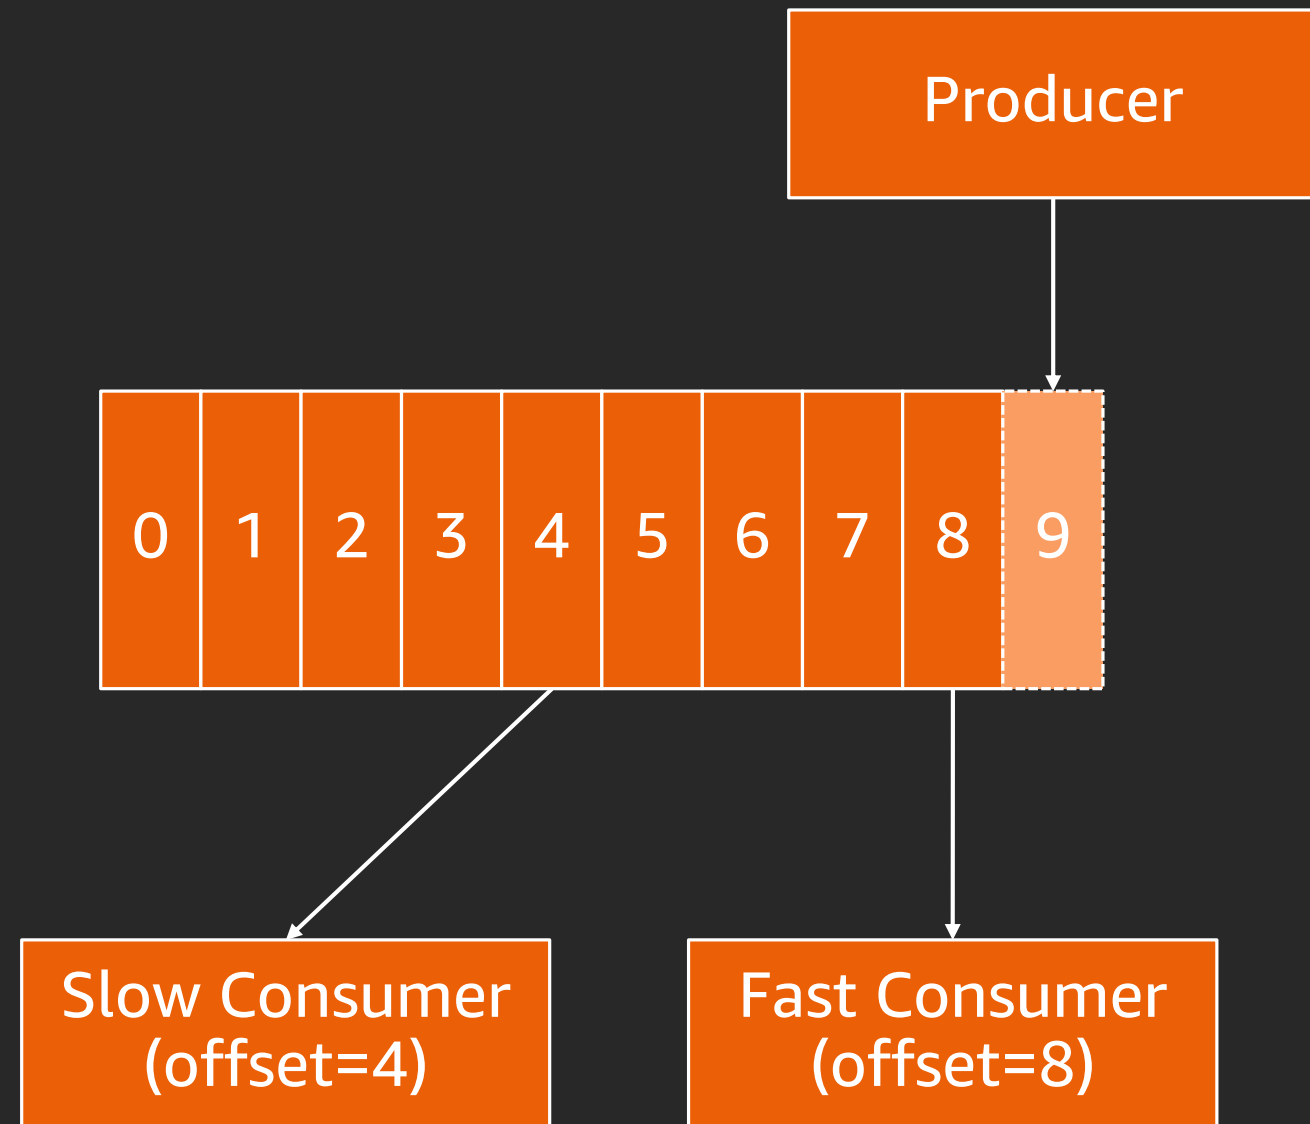 Producer
0 1 2 3 4 5 6 7 8 9
Slow Consumer
(offset=4)
Fast Consumer
(offset=8)